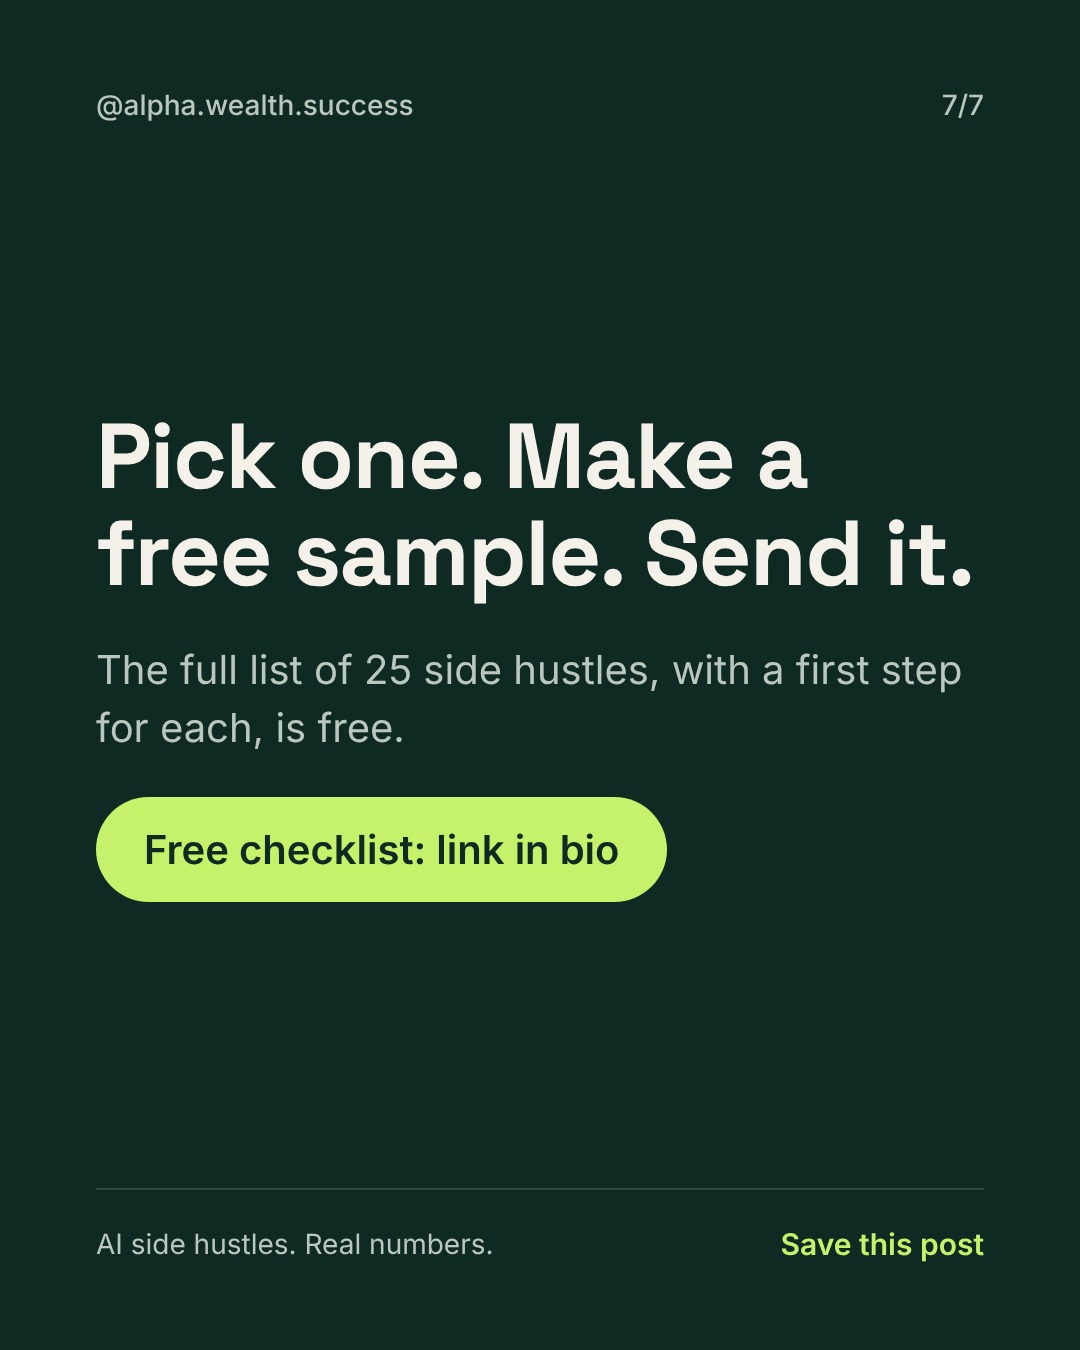 @alpha.wealth.success
7/7
Pick one. Make a
free sample. Send it.
The full list of 25 side hustles, with a first step
for each, is free.
Free checklist: link in bio
AI side hustles. Real numbers.
Save this post